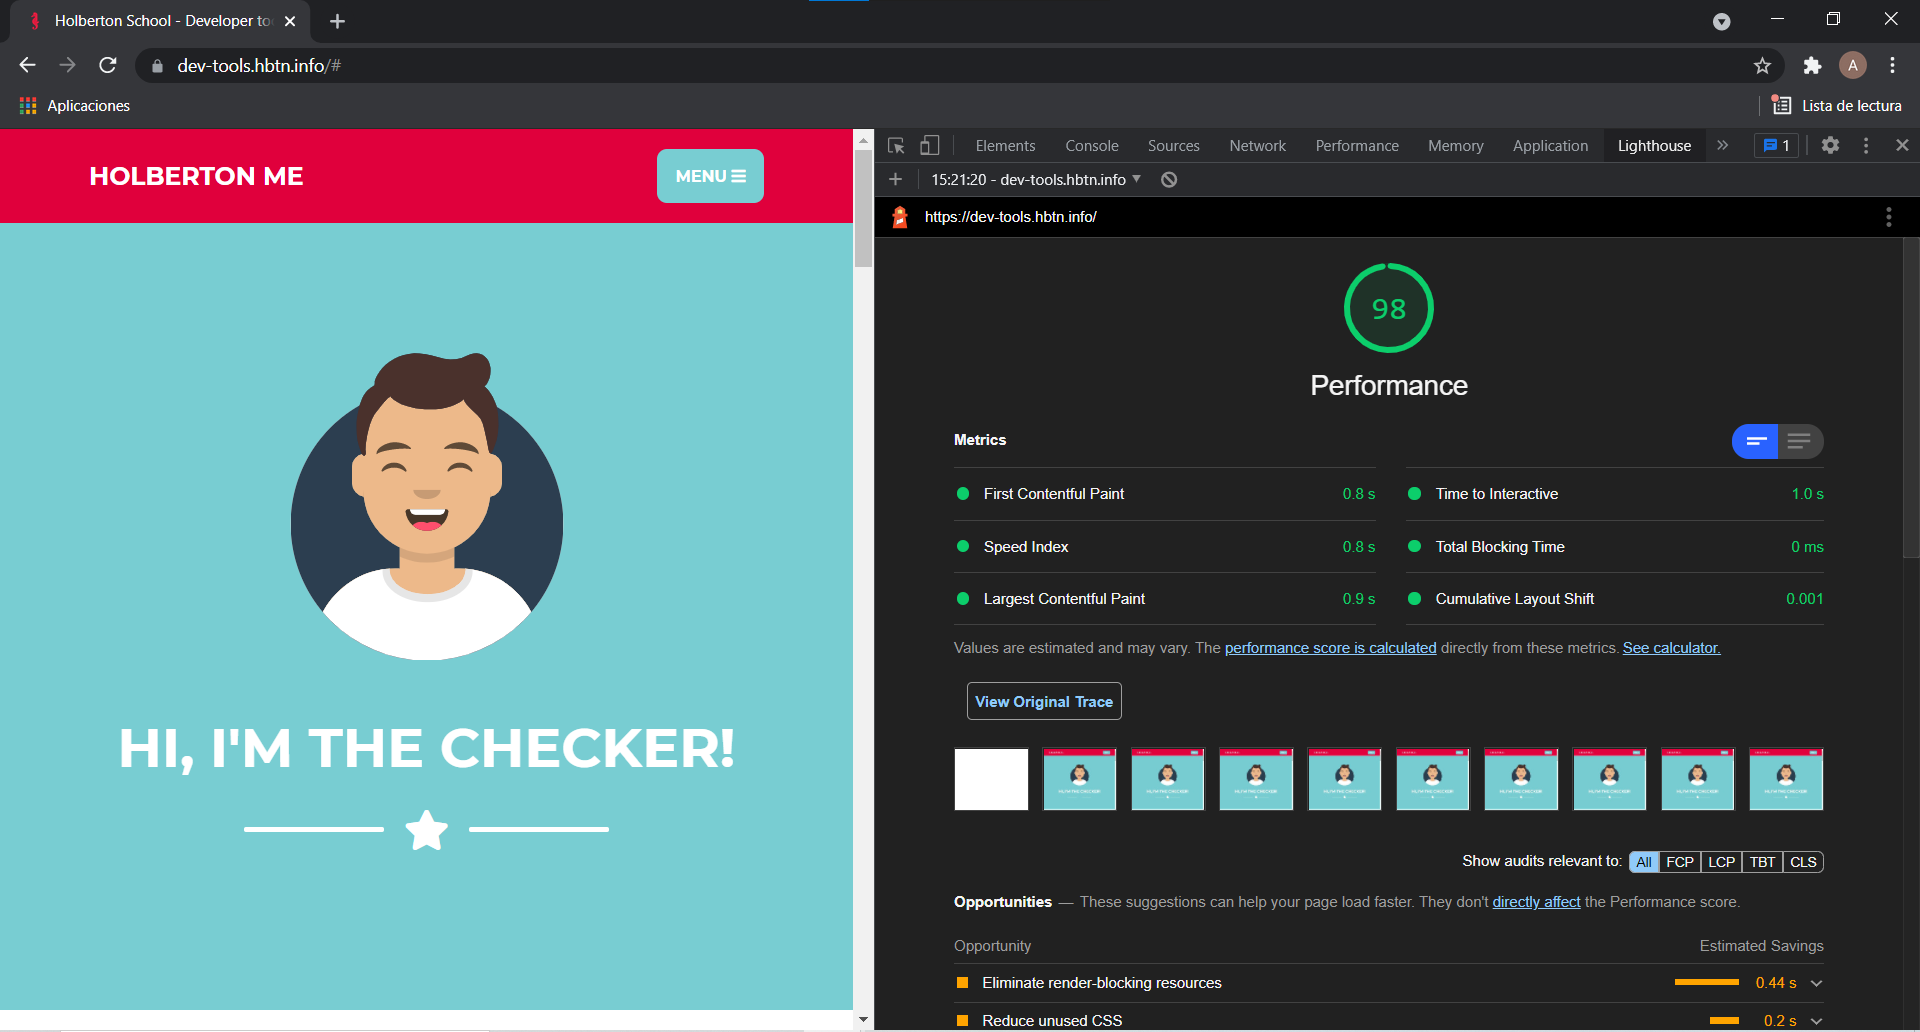 Holberton School - Developer to
dev-tools.hbtn.info/#
A
Aplicaciones
Lista de lectura
HOLBERTON ME
MENU
HI, I'M THE CHECKER!
Elements
Console
Sources
Network
Performance
Memory
Application
Lighthouse
1
15:21:20 - dev-tools.hbtn.info
https://dev-tools.hbtn.info/
98
Performance
Metrics
First Contentful Paint 0.8 s
Time to Interactive 1.0 s
Speed Index 0.8 s
Total Blocking Time 0 ms
Largest Contentful Paint 0.9 s
Cumulative Layout Shift 0.001
Values are estimated and may vary. The performance score is calculated directly from these metrics. See calculator.
View Original Trace
Show audits relevant to: All FCP LCP TBT CLS
Opportunities — These suggestions can help your page load faster. They don't directly affect the Performance score.
Opportunity Estimated Savings
Eliminate render-blocking resources 0.44 s
Reduce unused CSS 0.2 s